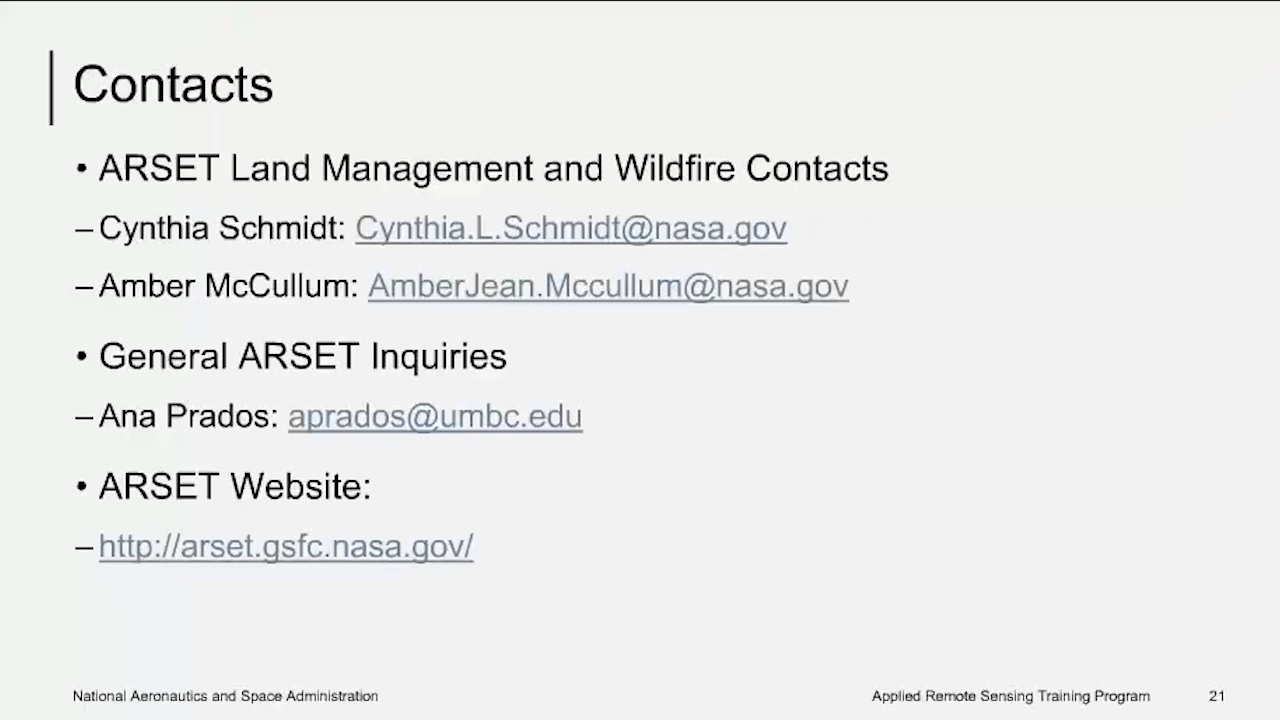 Contacts
• ARSET Land Management and Wildfire Contacts
– Cynthia Schmidt: Cynthia.L.Schmidt@nasa.gov
– Amber McCullum: AmberJean.Mccullum@nasa.gov
• General ARSET Inquiries
– Ana Prados: aprados@umbc.edu
• ARSET Website:
– http://arset.gsfc.nasa.gov/
National Aeronautics and Space Administration
Applied Remote Sensing Training Program
21